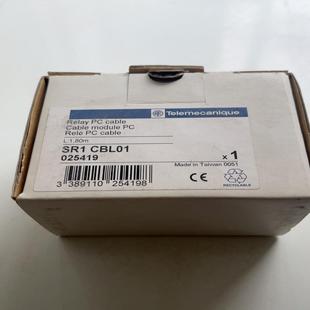 Telemecanique
Relay PC cable
Cable module PC
Relé PC cable
L:1,80m
SR1 CBL01
025419
x 1
Made in Taiwan 0051
3 389110 254198
CE
RECYCLABLE